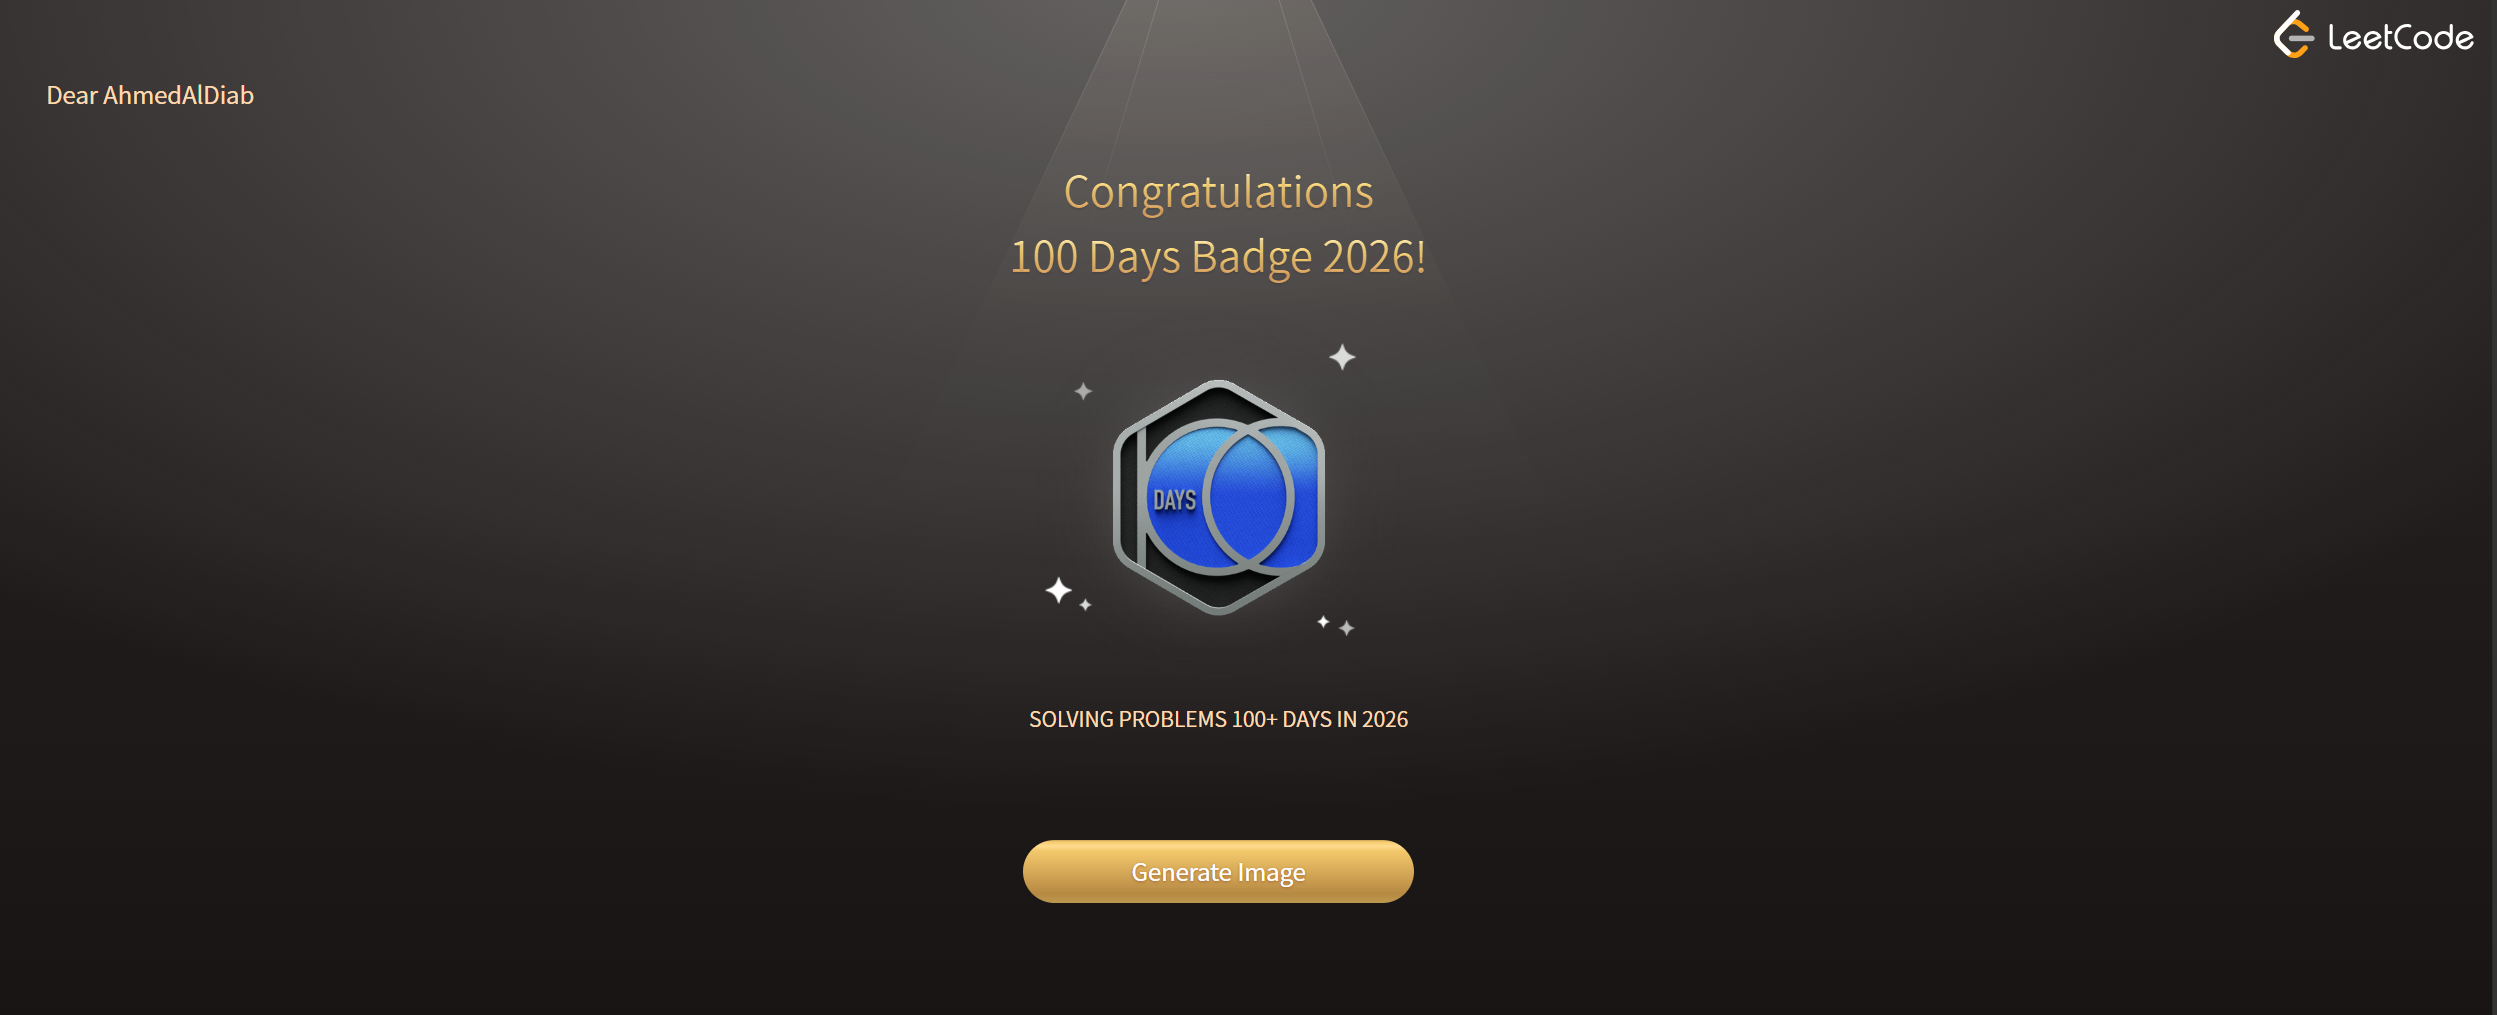 LeetCode
Dear AhmedAlDiab
Congratulations
100 Days Badge 2026!
DAYS
SOLVING PROBLEMS 100+ DAYS IN 2026
Generate Image